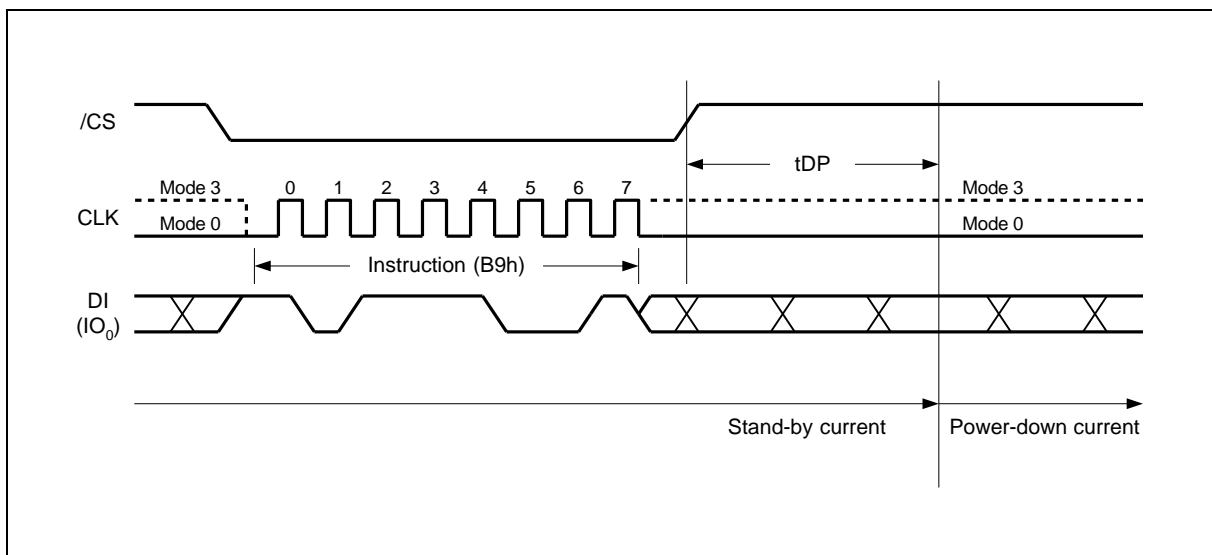 /CS
tDP
Mode 3 0 1 2 3 4 5 6 7 Mode 3
CLK
Mode 0 Mode 0
Instruction (B9h)
DI
(IO₀)
Stand-by current Power-down current